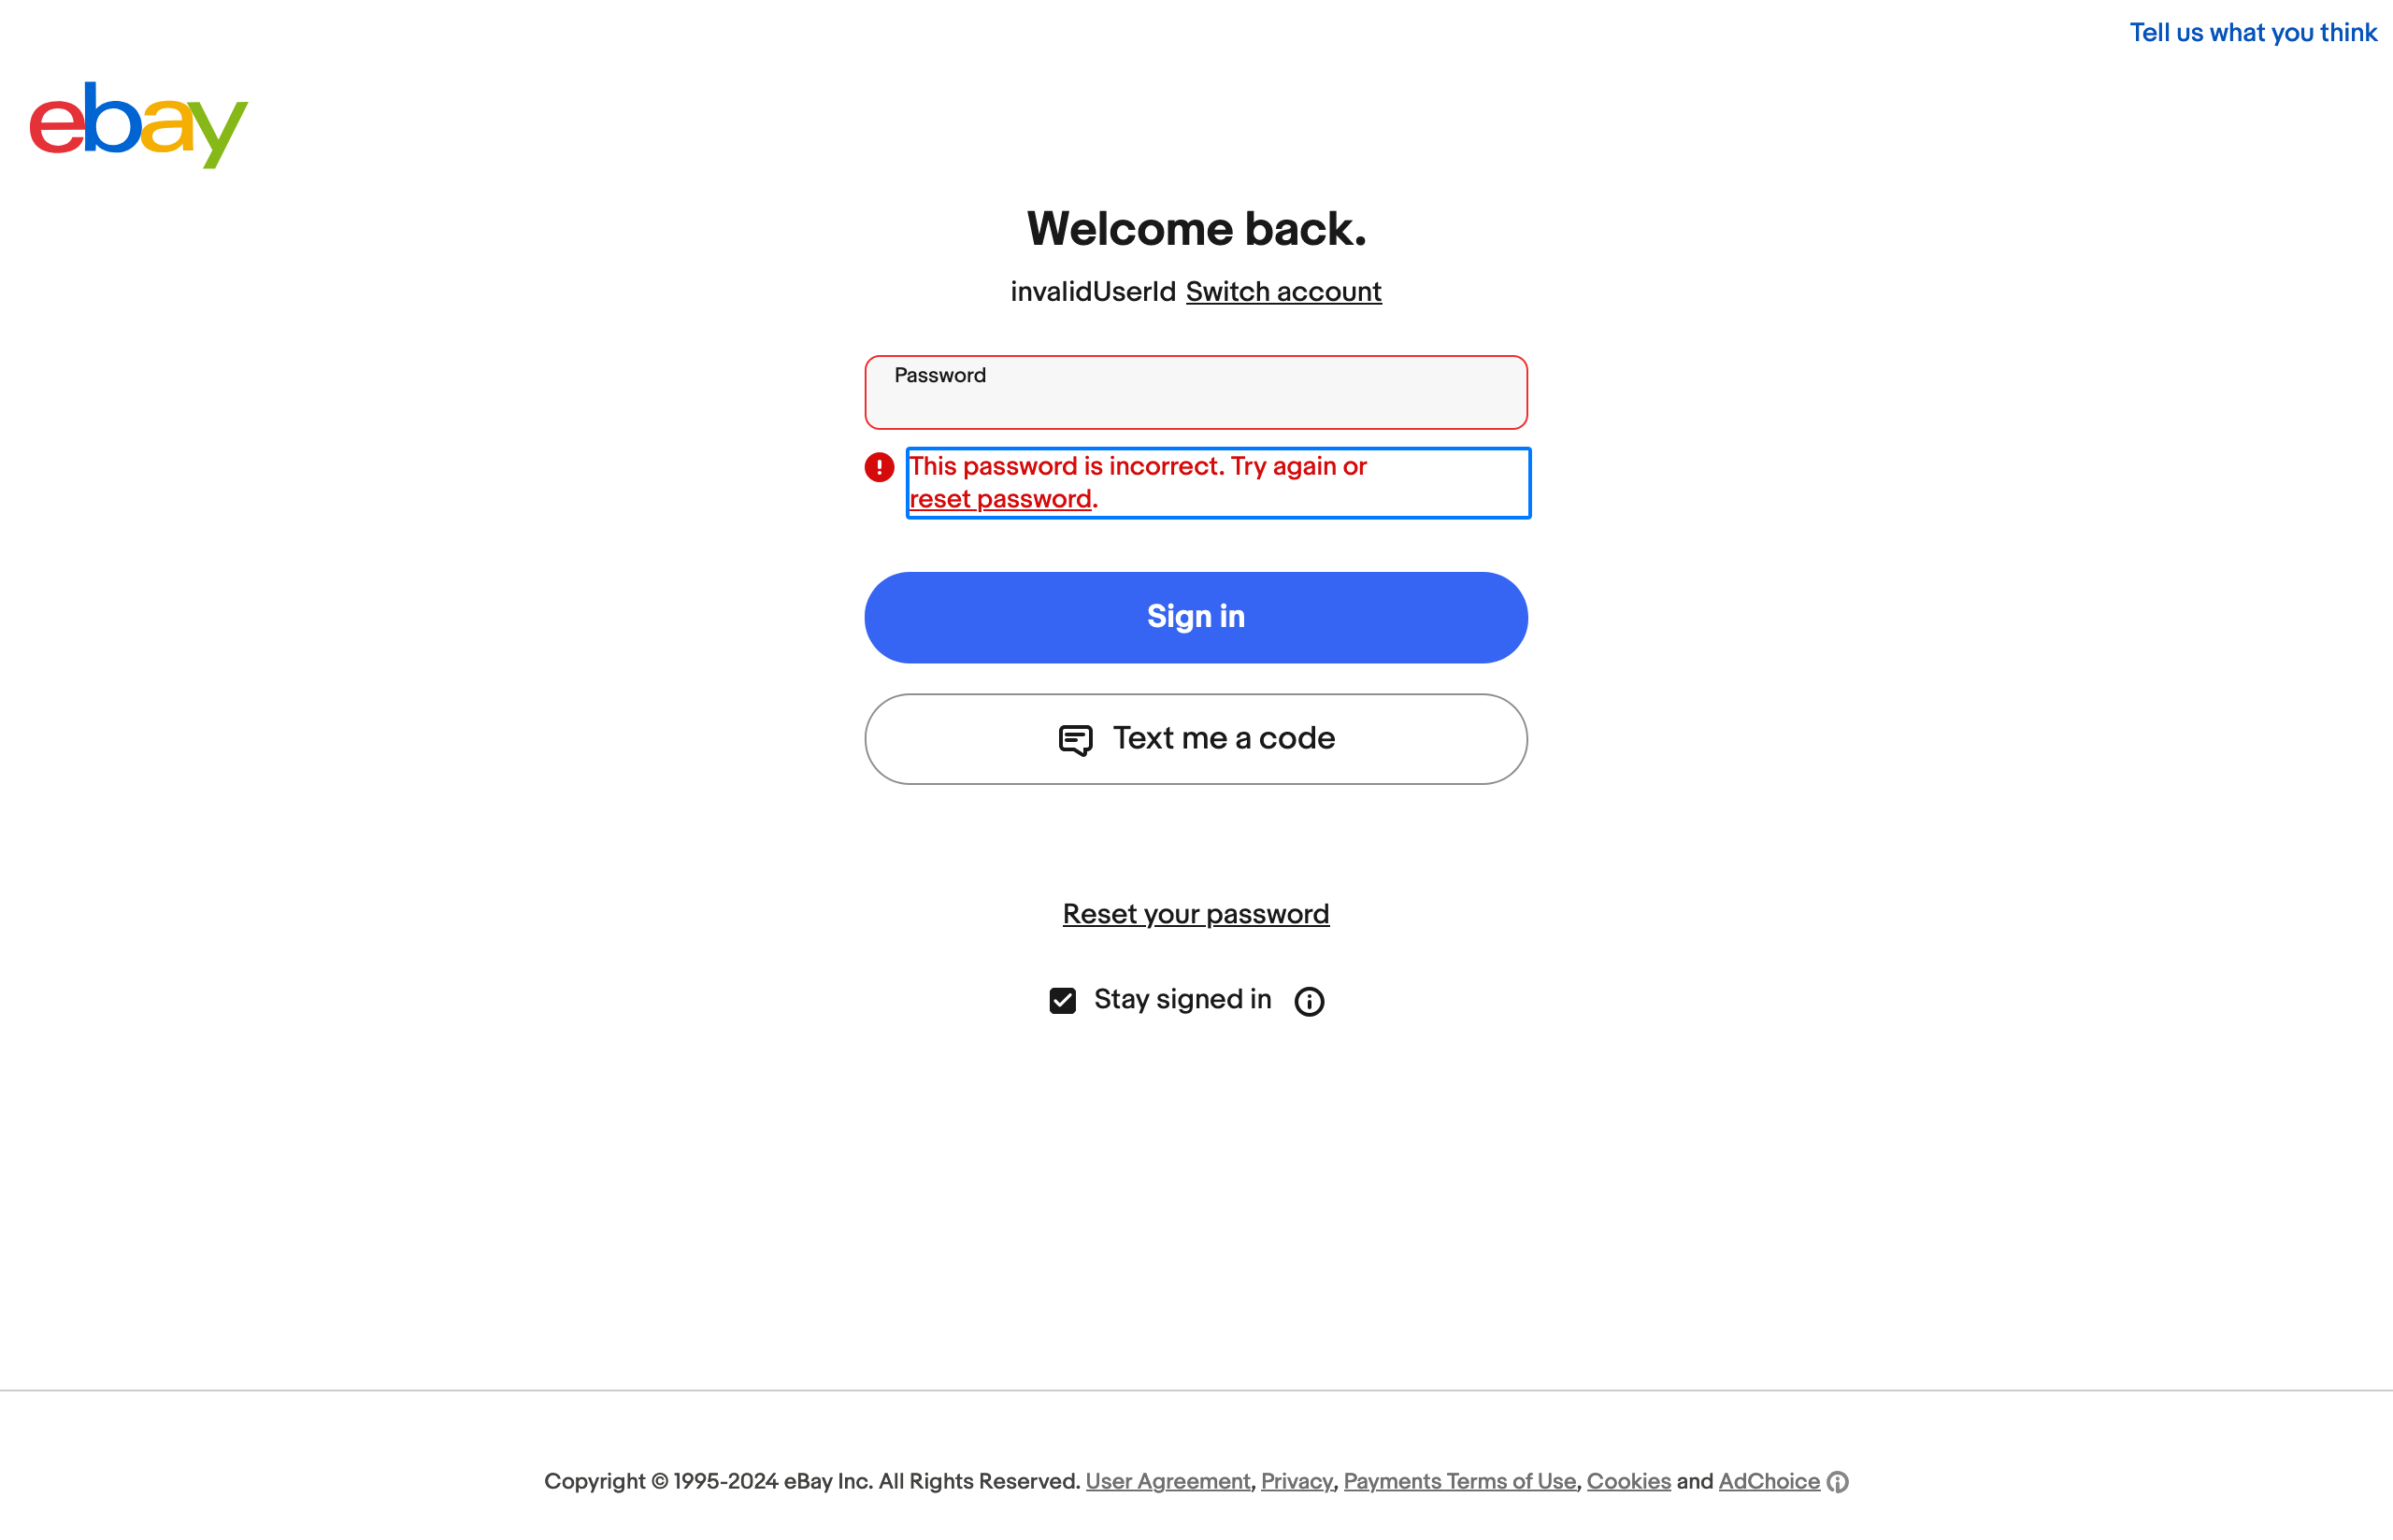 Tell us what you think
ebay
Welcome back.
invalidUserId Switch account
Password
This password is incorrect. Try again or
reset password.
Sign in
Text me a code
Reset your password
Stay signed in
Copyright © 1995-2024 eBay Inc. All Rights Reserved. User Agreement, Privacy, Payments Terms of Use, Cookies and AdChoice